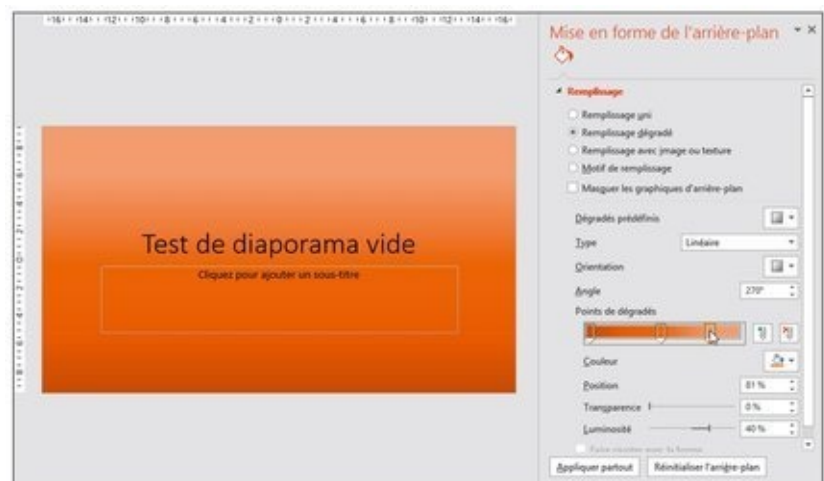 Mise en forme de l'arrière-plan
Remplissage
Remplissage uni
Remplissage dégradé
Remplissage avec image ou texture
Motif de remplissage
Masquer les graphiques d'arrière-plan
Dégradés prédéfinis
Type Linéaire
Orientation
Angle 270°
Points de dégradés
Couleur
Position 81 %
Transparence 0 %
Luminosité 40 %
Appliquer partout Réinitialiser l'arrière-plan
Test de diaporama vide
Cliquez pour ajouter un sous-titre